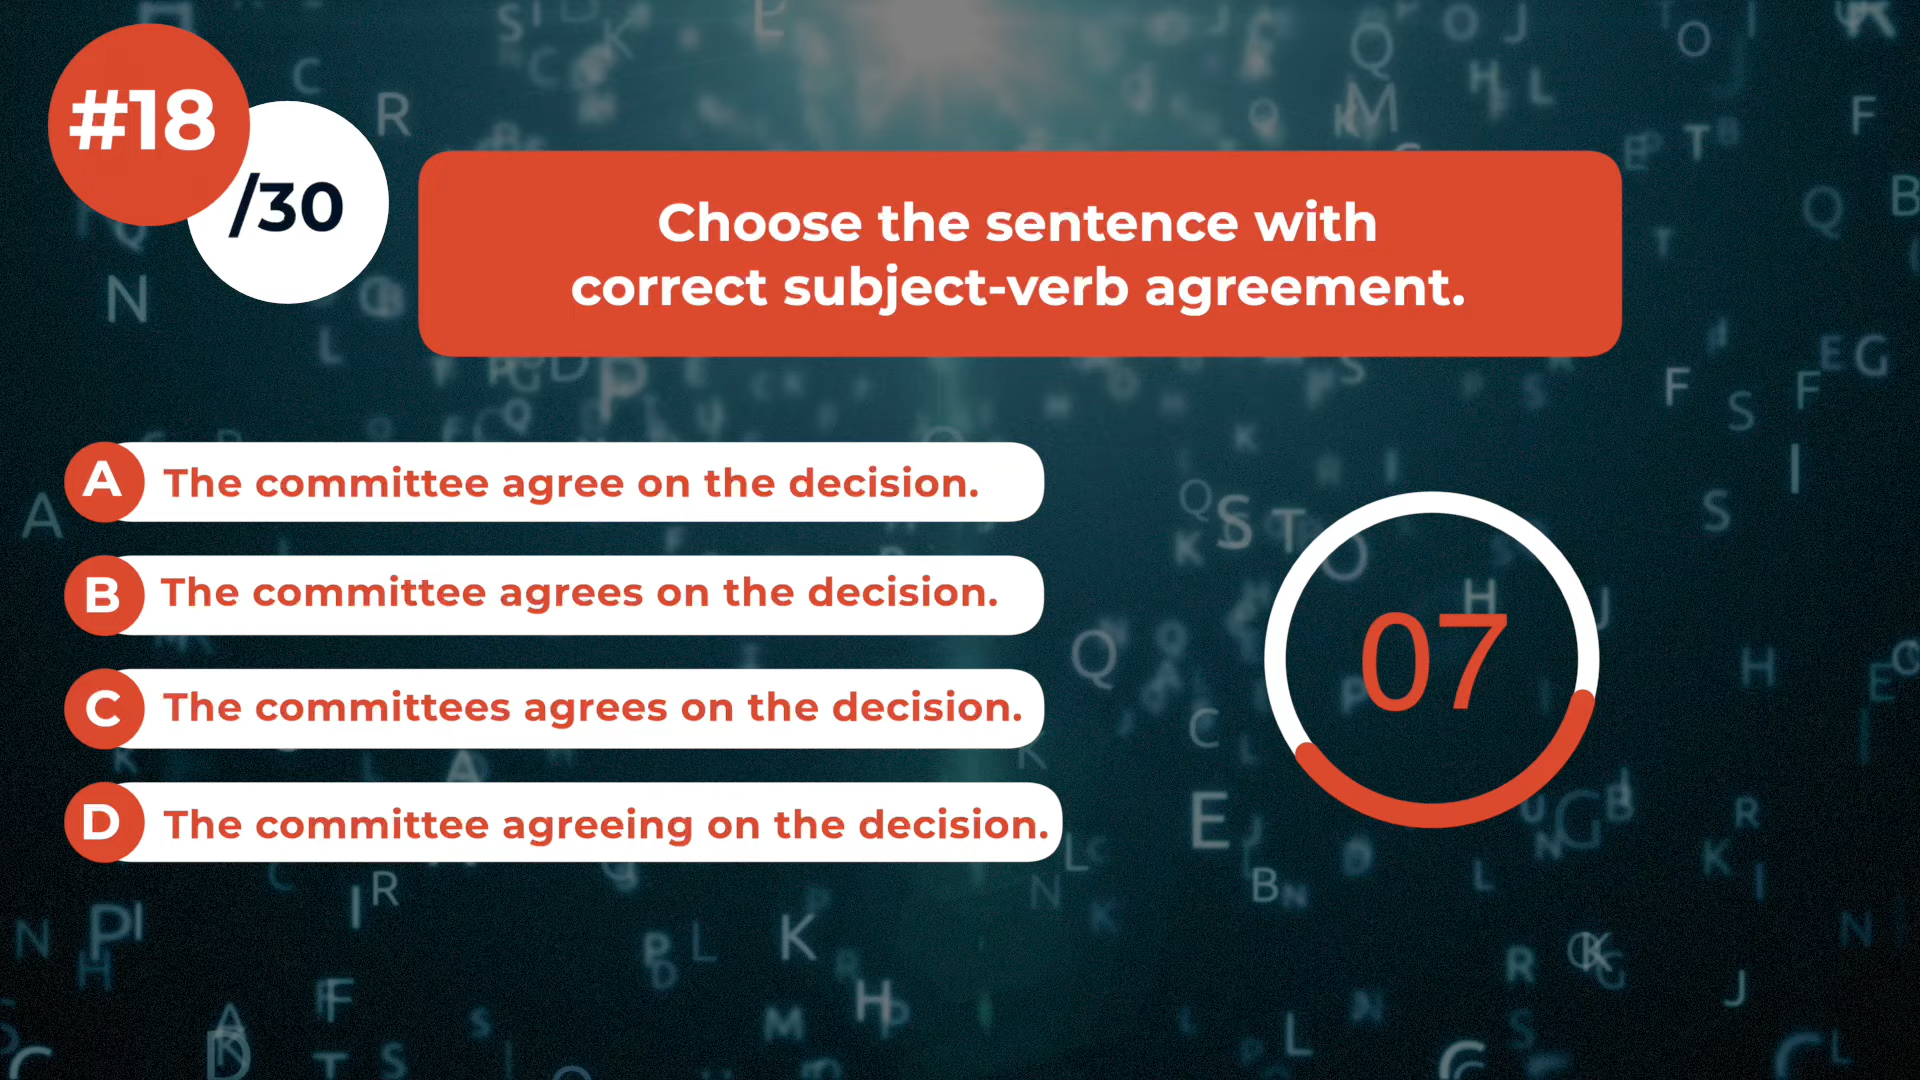 #18
/30
Choose the sentence with
correct subject-verb agreement.
A The committee agree on the decision.
B The committee agrees on the decision.
C The committees agrees on the decision.
D The committee agreeing on the decision.
07